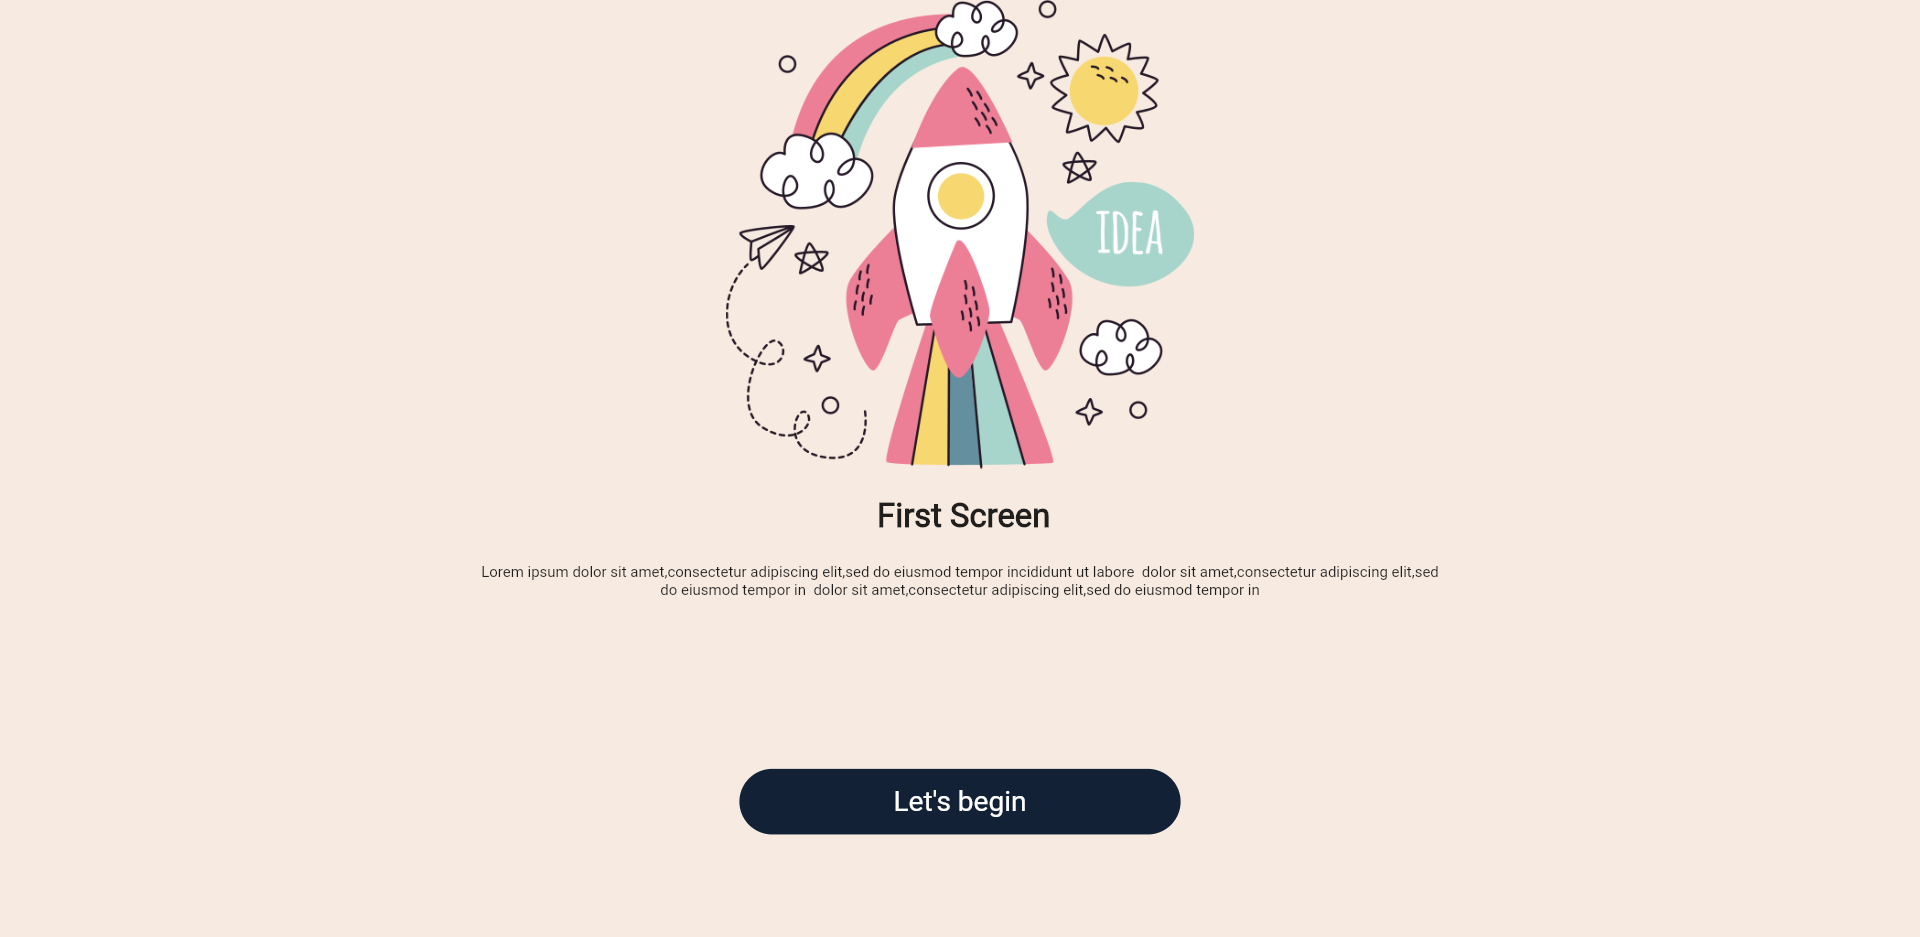 IDEA
First Screen
Lorem ipsum dolor sit amet,consectetur adipiscing elit,sed do eiusmod tempor incididunt ut labore  dolor sit amet,consectetur adipiscing elit,sed
do eiusmod tempor in  dolor sit amet,consectetur adipiscing elit,sed do eiusmod tempor in
Let's begin